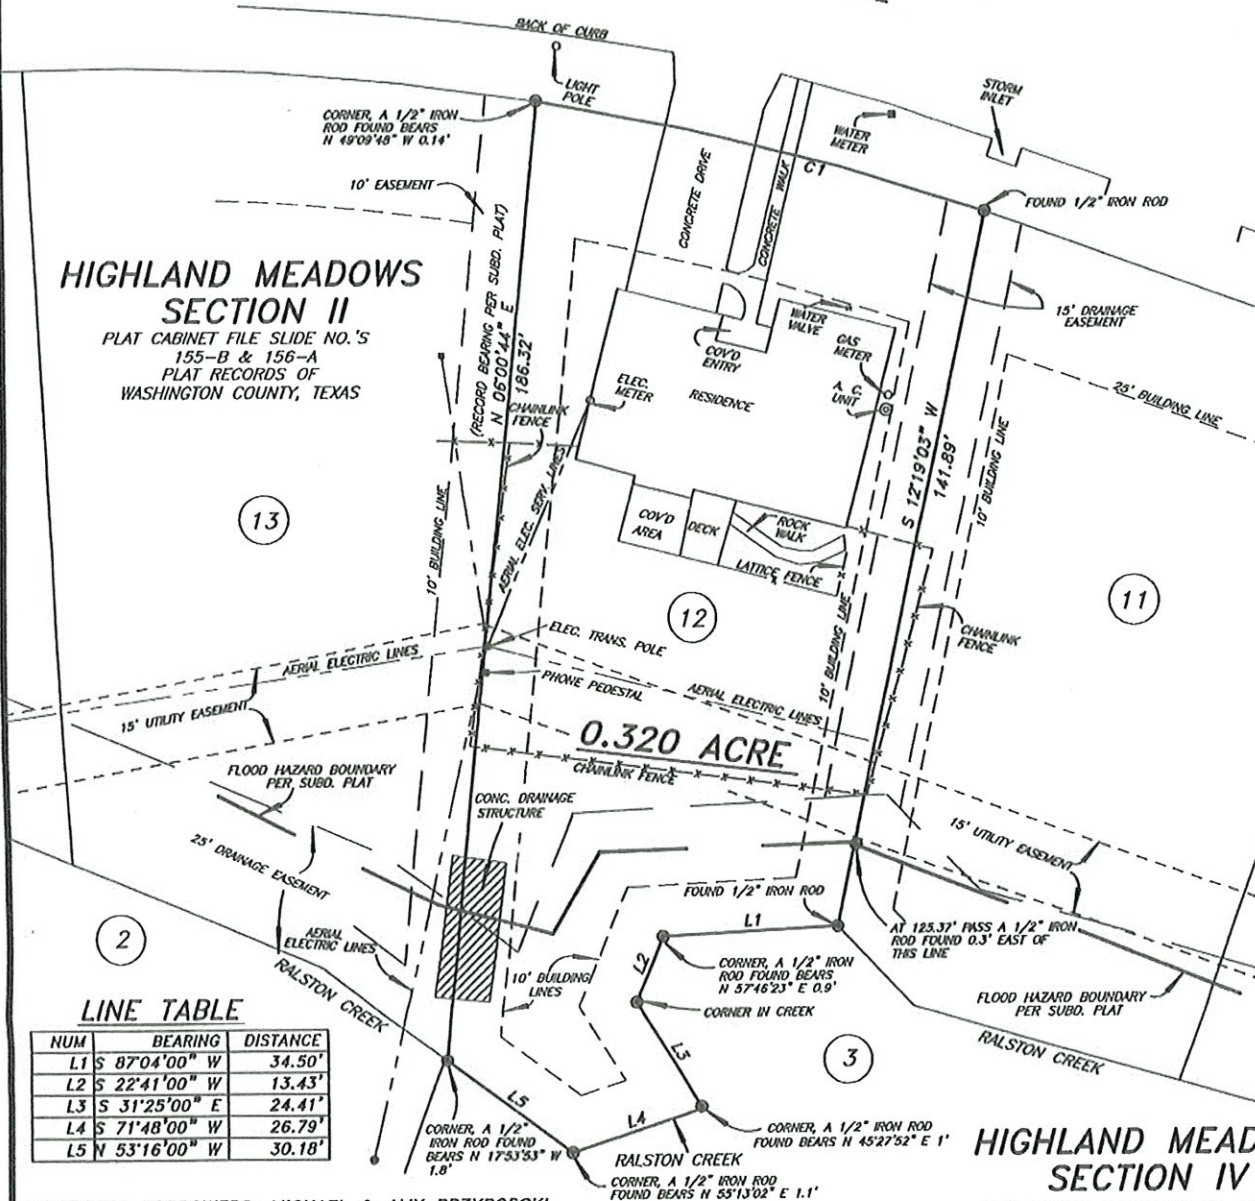 BACK OF CURB
LIGHT
POLE
STORM
INLET
CORNER, A 1/2" IRON
ROD FOUND BEARS
N 49°09'48" W 0.14'
WATER
METER
10' EASEMENT
CONCRETE DRIVE
CONCRETE WALK
C1
FOUND 1/2" IRON ROD
HIGHLAND MEADOWS
SECTION II
PLAT CABINET FILE SLIDE NO.'S
155-B & 156-A
PLAT RECORDS OF
WASHINGTON COUNTY, TEXAS
(RECORD BEARING PER SUBD. PLAT)
N 06°00'44" E
186.32'
WATER
VALVE
GAS
METER
15' DRAINAGE
EASEMENT
COV'D
ENTRY
ELEC.
METER
RESIDENCE
A. C.
UNIT
25' BUILDING LINE
CHAINLINK
FENCE
S 12°19'03" W
141.89'
10' BUILDING LINE
13
10' BUILDING LINE
AERIAL ELEC. SERV. LINES
COV'D
AREA
DECK
ROCK
WALK
LATTICE FENCE
12
11
10' BUILDING LINE
CHAINLINK
FENCE
ELEC. TRANS. POLE
AERIAL ELECTRIC LINES
PHONE PEDESTAL
AERIAL ELECTRIC LINES
15' UTILITY EASEMENT
0.320 ACRE
CHAINLINK FENCE
FLOOD HAZARD BOUNDARY
PER SUBD. PLAT
CONC. DRAINAGE
STRUCTURE
15' UTILITY EASEMENT
25' DRAINAGE EASEMENT
FOUND 1/2" IRON ROD
2
AERIAL
ELECTRIC LINES
L1
AT 125.37' PASS A 1/2" IRON
ROD FOUND 0.3' EAST OF
THIS LINE
RALSTON CREEK
10' BUILDING
LINES
L2
CORNER, A 1/2" IRON
ROD FOUND BEARS
N 57°46'23" E 0.9'
CORNER IN CREEK
FLOOD HAZARD BOUNDARY
PER SUBD. PLAT
LINE TABLE
NUM BEARING DISTANCE
L1 S 87°04'00" W 34.50'
L2 S 22°41'00" W 13.43'
L3 S 31°25'00" E 24.41'
L4 S 71°48'00" W 26.79'
L5 N 53°16'00" W 30.18'
L3
3
RALSTON CREEK
L5
L4
CORNER, A 1/2"
IRON ROD FOUND
BEARS N 17°53'53" W
1.8'
CORNER, A 1/2" IRON ROD
FOUND BEARS N 45°27'52" E 1'
RALSTON CREEK
CORNER, A 1/2" IRON ROD
FOUND BEARS N 55°13'02" E 1.1'
HIGHLAND MEAD
SECTION IV